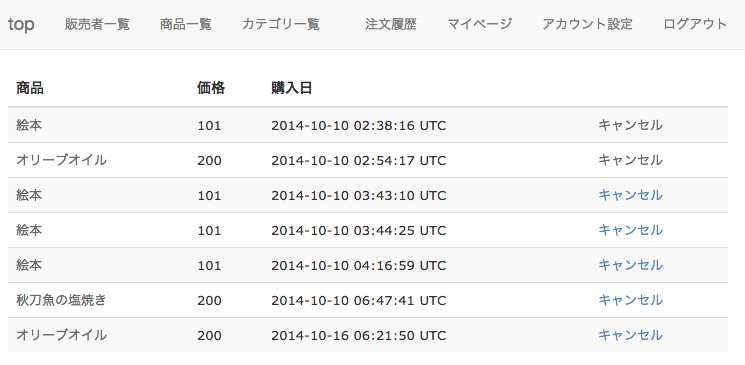 top 販売者一覧 商品一覧 カテゴリ一覧 注文履歴 マイページ アカウント設定 ログアウト
商品 価格 購入日
絵本 101 2014-10-10 02:38:16 UTC キャンセル
オリーブオイル 200 2014-10-10 02:54:17 UTC キャンセル
絵本 101 2014-10-10 03:43:10 UTC キャンセル
絵本 101 2014-10-10 03:44:25 UTC キャンセル
絵本 101 2014-10-10 04:16:59 UTC キャンセル
秋刀魚の塩焼き 200 2014-10-10 06:47:41 UTC キャンセル
オリーブオイル 200 2014-10-16 06:21:50 UTC キャンセル